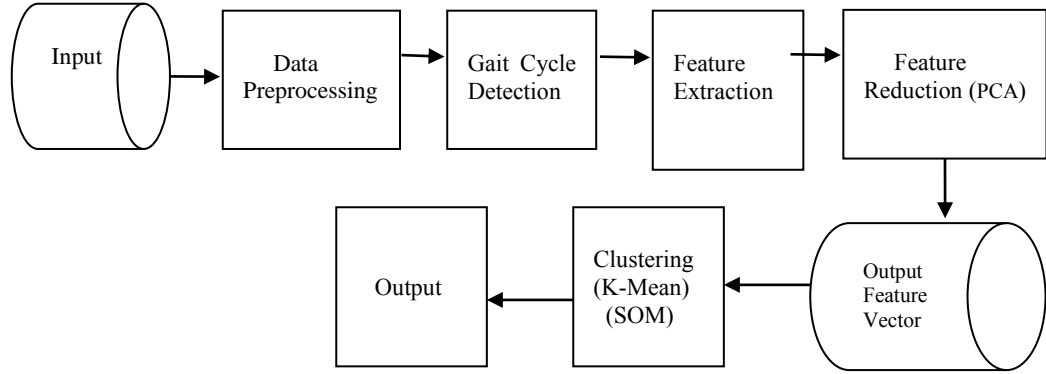 Input
Data
Preprocessing
Gait Cycle
Detection
Feature
Extraction
Feature
Reduction (PCA)
Output
Feature
Vector
Clustering
(K-Mean)
(SOM)
Output